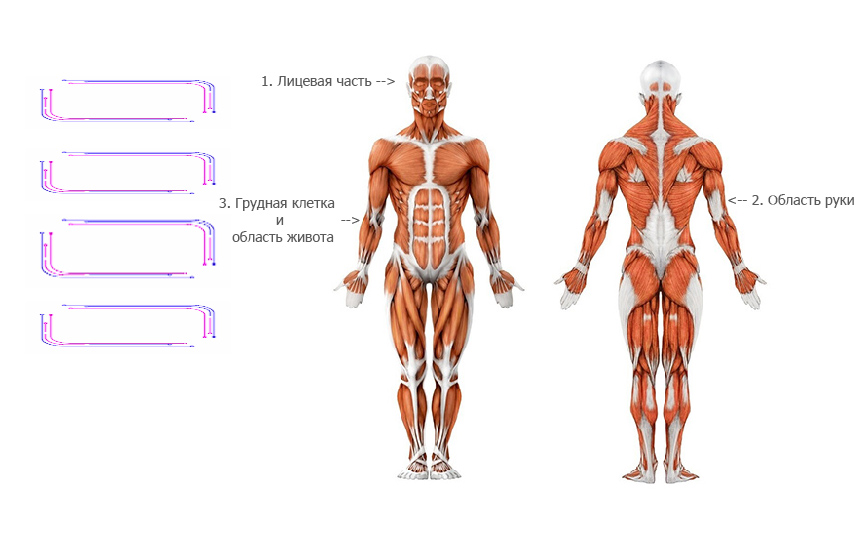 1. Лицевая часть -->
<-- 2. Область руки
3. Грудная клетка
и -->
область живота